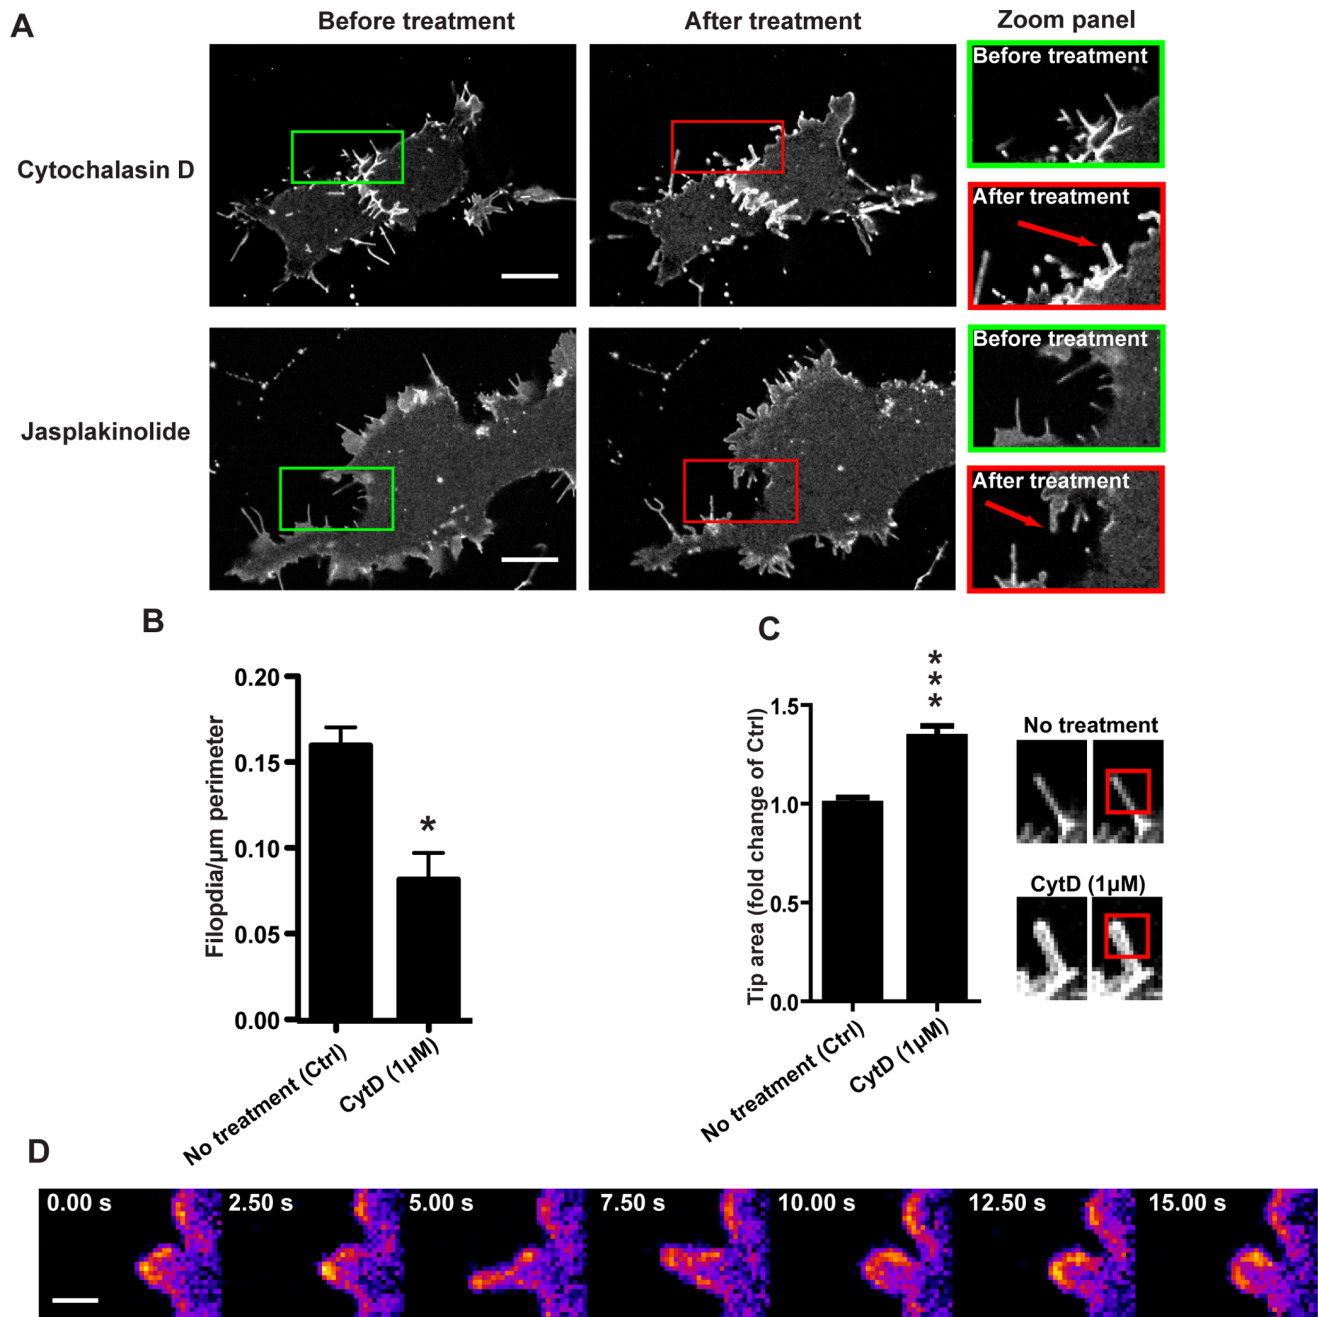 A
Before treatment
After treatment
Zoom panel
Cytochalasin D
Before treatment
After treatment
Jasplakinolide
Before treatment
After treatment
B
Filopdia/µm perimeter
0.20
0.15
0.10
0.05
0.00
*
No treatment (Ctrl)
CytD (1µM)
C
Tip area (fold change of Ctrl)
1.5
1.0
0.5
0.0
*
*
*
No treatment (Ctrl)
CytD (1µM)
No treatment
CytD (1µM)
D
0.00 s
2.50 s
5.00 s
7.50 s
10.00 s
12.50 s
15.00 s